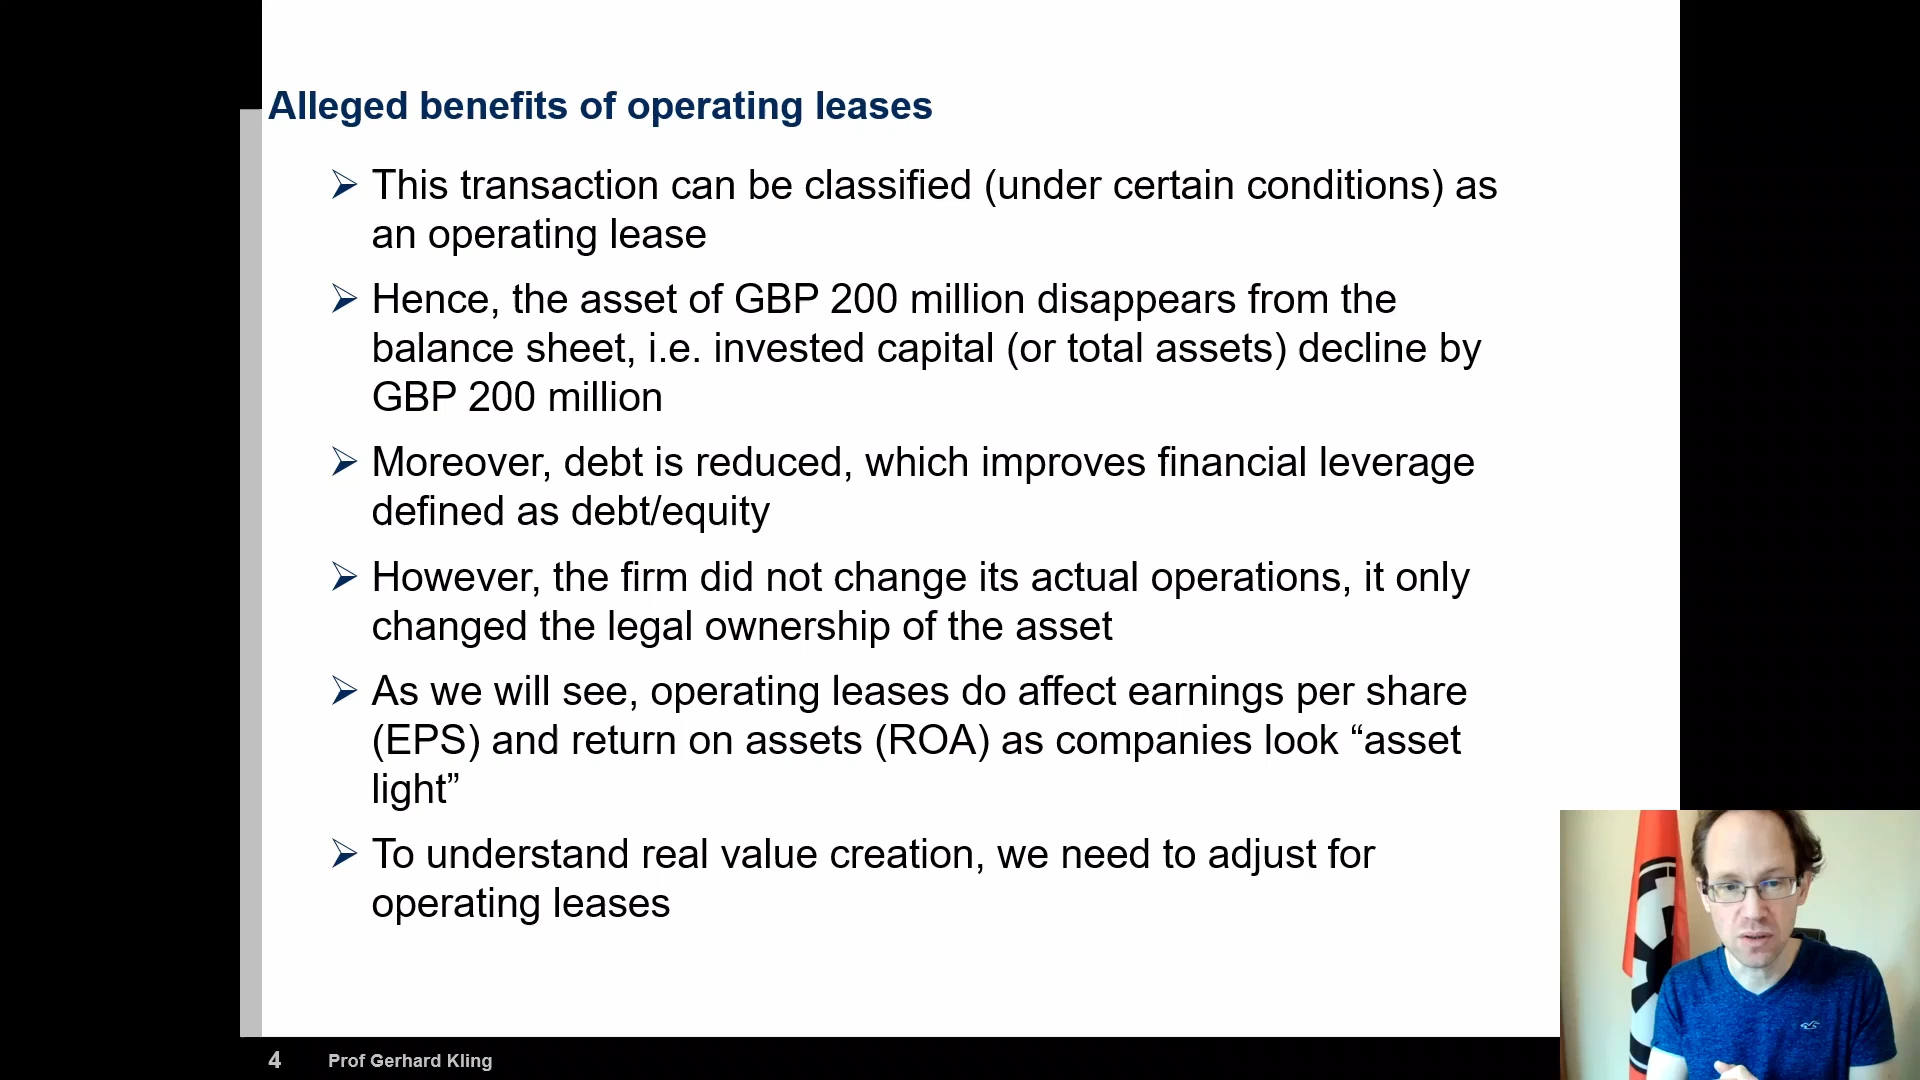 Alleged benefits of operating leases
This transaction can be classified (under certain conditions) as
an operating lease
Hence, the asset of GBP 200 million disappears from the
balance sheet, i.e. invested capital (or total assets) decline by
GBP 200 million
Moreover, debt is reduced, which improves financial leverage
defined as debt/equity
However, the firm did not change its actual operations, it only
changed the legal ownership of the asset
As we will see, operating leases do affect earnings per share
(EPS) and return on assets (ROA) as companies look “asset
light”
To understand real value creation, we need to adjust for
operating leases
4 Prof Gerhard Kling